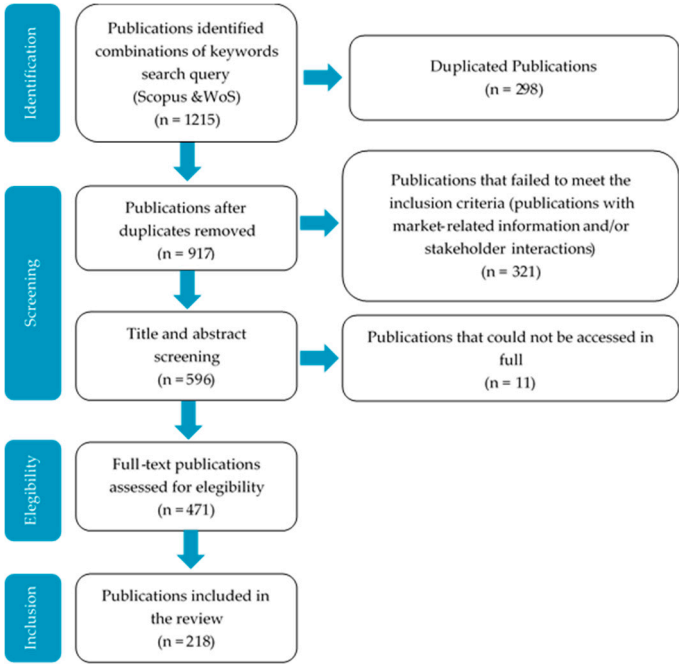 Identification
Publications identified
combinations of keywords
search query
(Scopus &WoS)
(n = 1215)
Duplicated Publications
(n = 298)
Screening
Publications after
duplicates removed
(n = 917)
Publications that failed to meet the
inclusion criteria (publications with
market-related information and/or
stakeholder interactions)
(n = 321)
Title and abstract
screening
(n = 596)
Publications that could not be accessed in
full
(n = 11)
Elegibility
Full-text publications
assessed for elegibility
(n = 471)
Inclusion
Publications included in
the review
(n = 218)